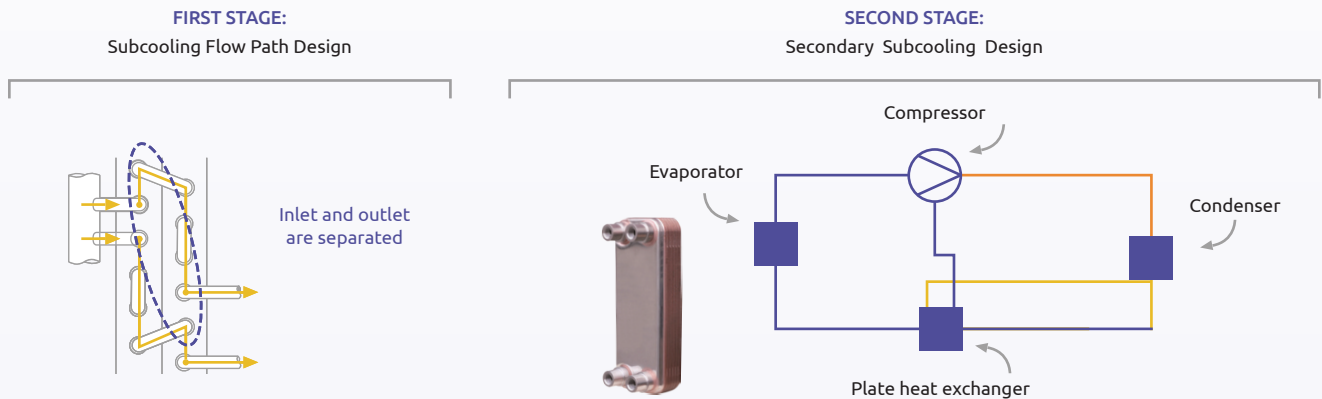 FIRST STAGE:
Subcooling Flow Path Design
Inlet and outlet
are separated
SECOND STAGE:
Secondary Subcooling Design
Compressor
Evaporator
Condenser
Plate heat exchanger